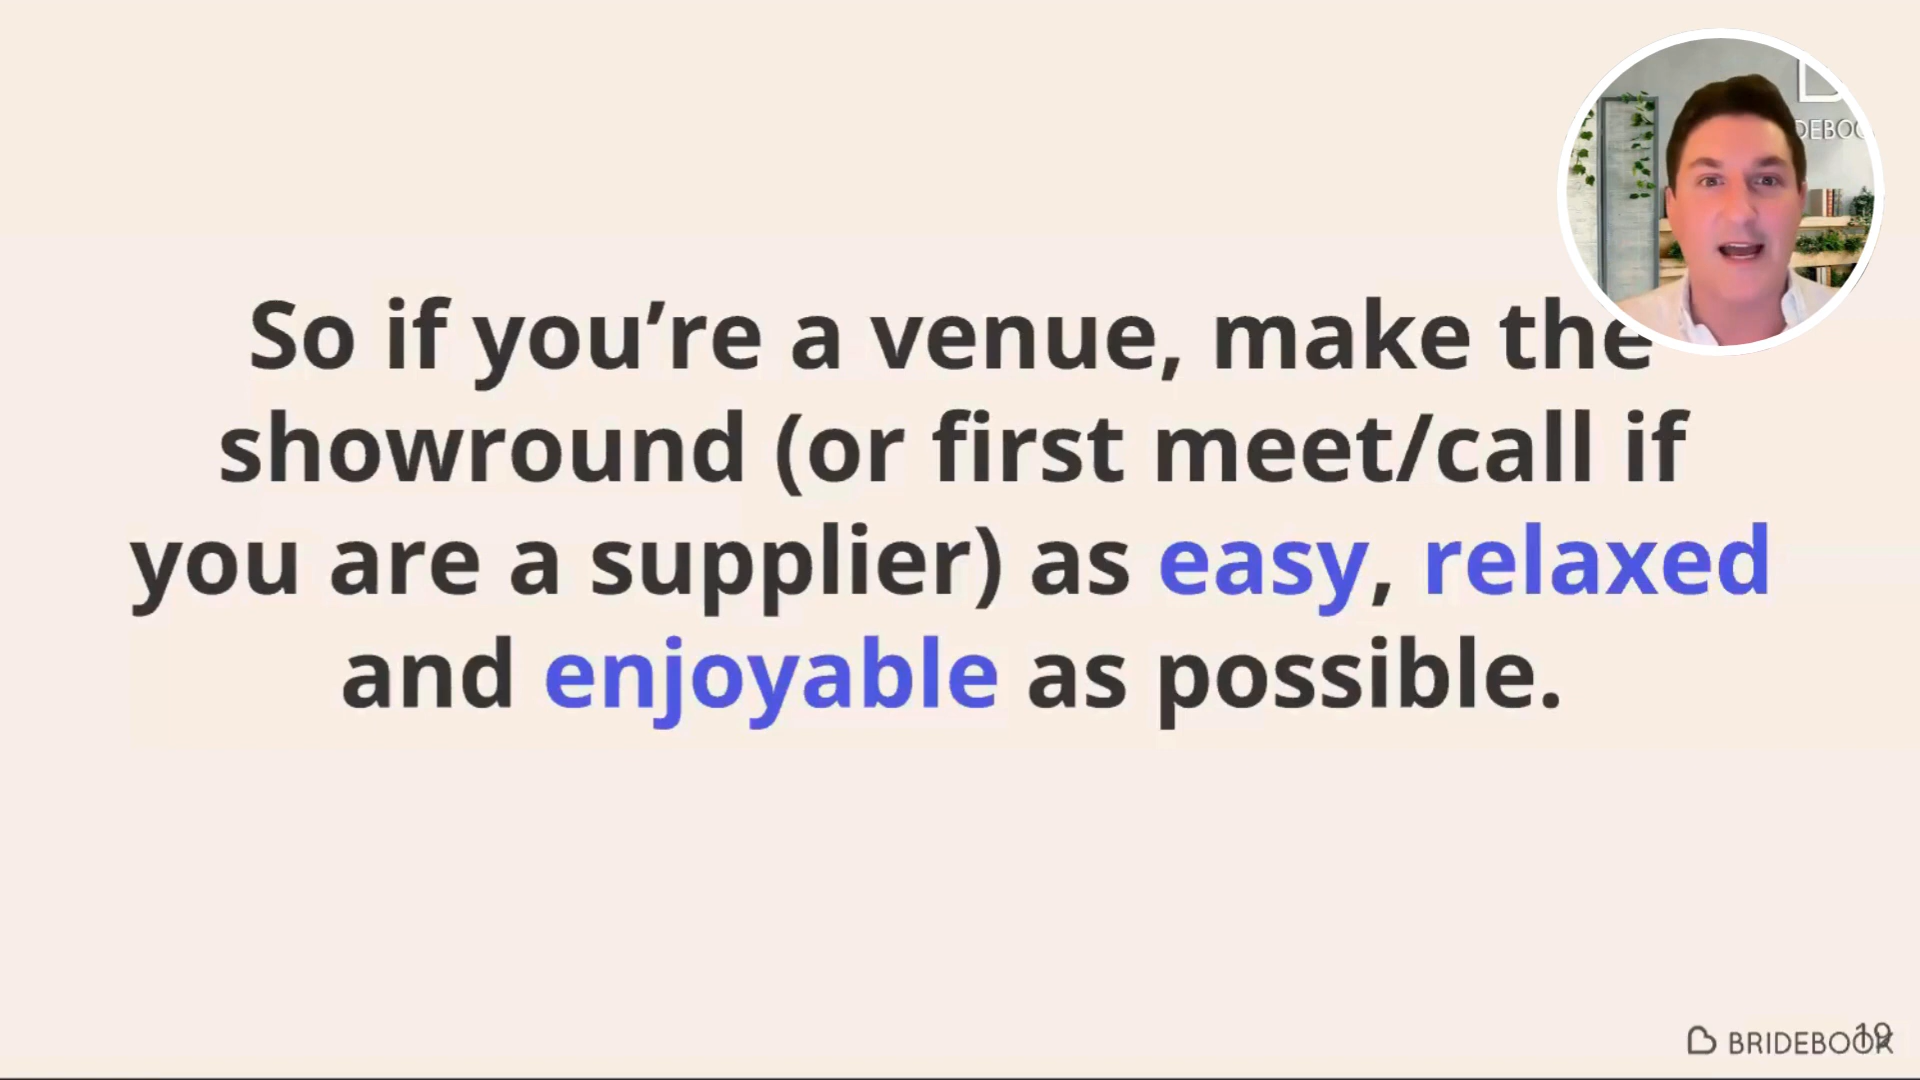 So if you’re a venue, make the
showround (or first meet/call if
you are a supplier) as easy, relaxed
and enjoyable as possible.
BRIDEBOOK
19